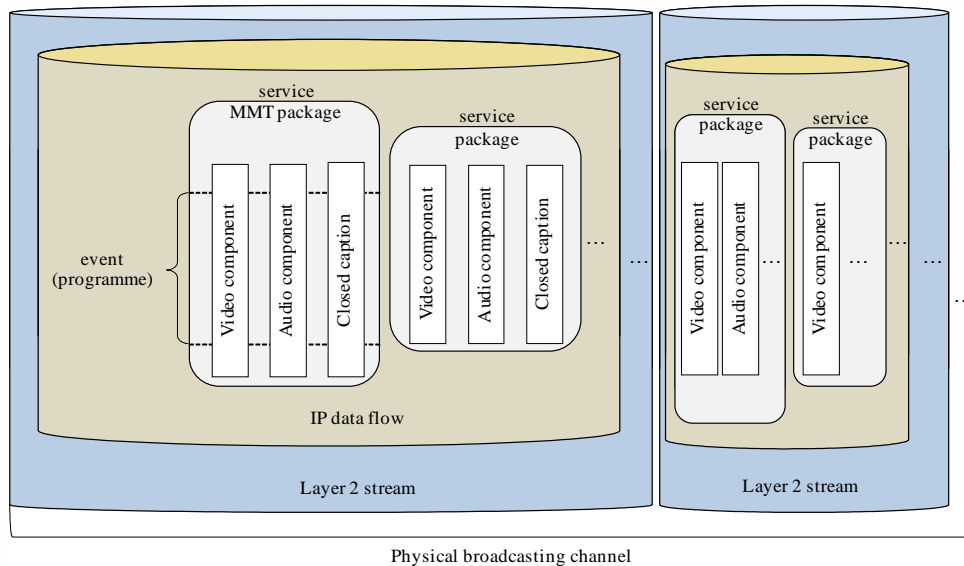 service
MMT package
Video component
Audio component
Closed caption
event
(programme)
service
package
Video component
Audio component
Closed caption
...
...
IP data flow
Layer 2 stream
service
package
Video component
Audio component
...
service
package
Video component
...
...
...
Layer 2 stream
...
Physical broadcasting channel